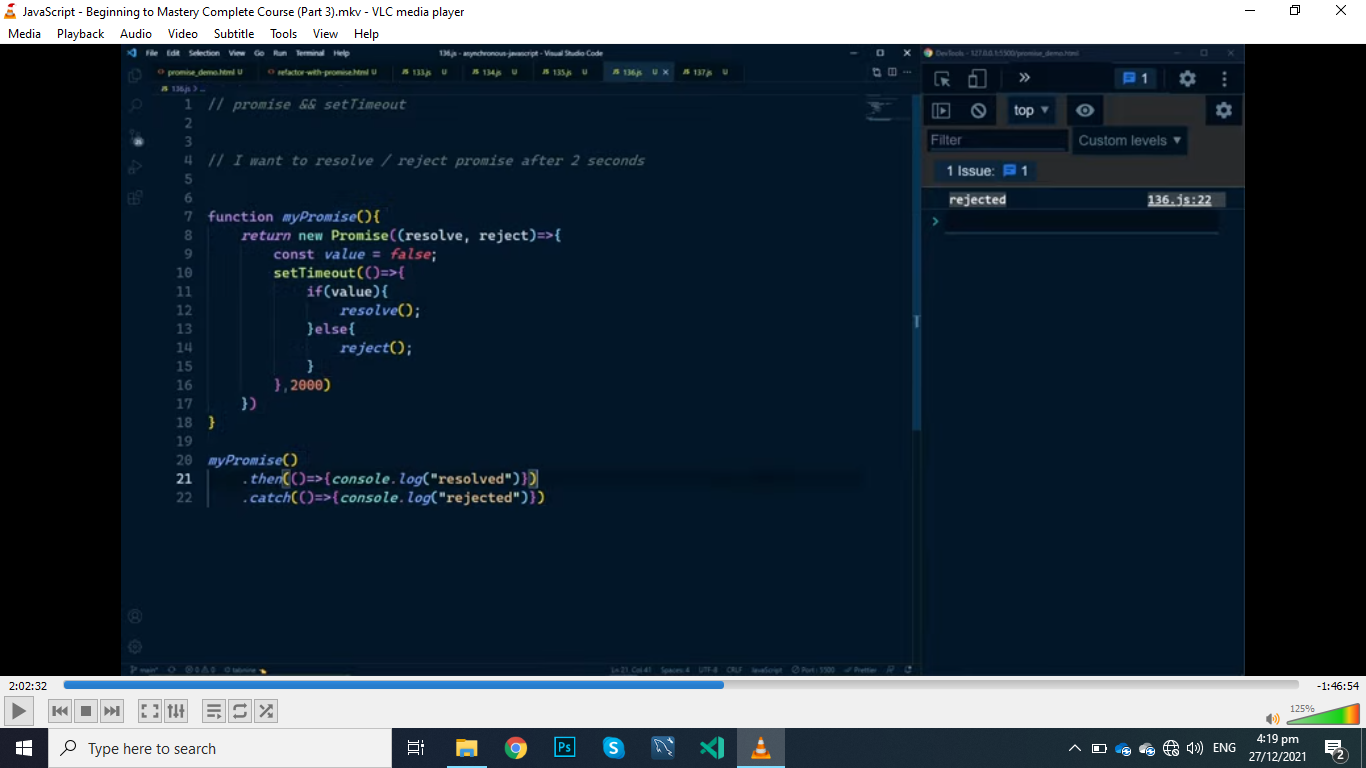 JavaScript - Beginning to Mastery Complete Course (Part 3).mkv - VLC media player
Media Playback Audio Video Subtitle Tools View Help
File Edit Selection View Go Run Terminal Help 136.js - asynchronous-javascript - Visual Studio Code
DevTools - 127.0.0.1:5500/promise_demo.html
promise_demo.html U refactor-with-promise.html U 133.js U 134.js U 135.js U 136.js U × 137.js U
136.js > ...
1 // promise && setTimeout
2
3
4 // I want to resolve / reject promise after 2 seconds
5
6
7 function myPromise(){
8 return new Promise((resolve, reject)=>{
9 const value = false;
10 setTimeout(()=>{
11 if(value){
12 resolve();
13 }else{
14 reject();
15 }
16 },2000)
17 })
18 }
19
20 myPromise()
21 .then(()=>{console.log("resolved")})
22 .catch(()=>{console.log("rejected")})
» 1
top ▼
Filter Custom levels ▼
1 Issue: 1
rejected 136.js:22
>
main* 0 0 tabnine Ln 21, Col 41 Spaces: 4 UTF-8 CRLF JavaScript Port : 5500 Prettier
2:02:32 -1:46:54
125%
Type here to search
Ps
ENG
4:19 pm
27/12/2021
2